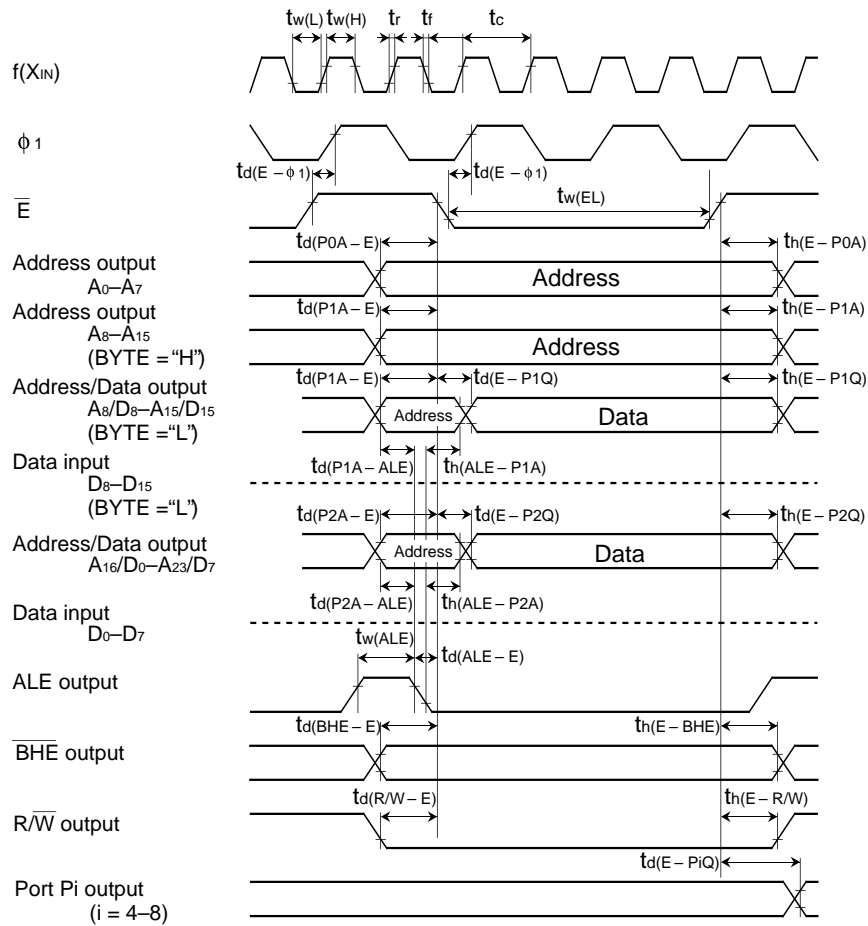 tw(L) tw(H) tr tf tc
f(XIN)
ϕ1
td(E – ϕ1) td(E – ϕ1)
tw(EL)
E
td(P0A – E) th(E – P0A)
Address output
A0–A7
Address
Address output
A8–A15
(BYTE = “H”)
td(P1A – E) th(E – P1A)
Address
Address/Data output
A8/D8–A15/D15
(BYTE = “L”)
td(P1A – E) td(E – P1Q) th(E – P1Q)
Address Data
td(P1A – ALE) th(ALE – P1A)
Data input
D8–D15
(BYTE = “L”)
td(P2A – E) td(E – P2Q) th(E – P2Q)
Address/Data output
A16/D0–A23/D7
Address Data
td(P2A – ALE) th(ALE – P2A)
Data input
D0–D7
tw(ALE) td(ALE – E)
ALE output
td(BHE – E) th(E – BHE)
BHE output
td(R/W – E) th(E – R/W)
R/W output
td(E – PiQ)
Port Pi output
(i = 4–8)